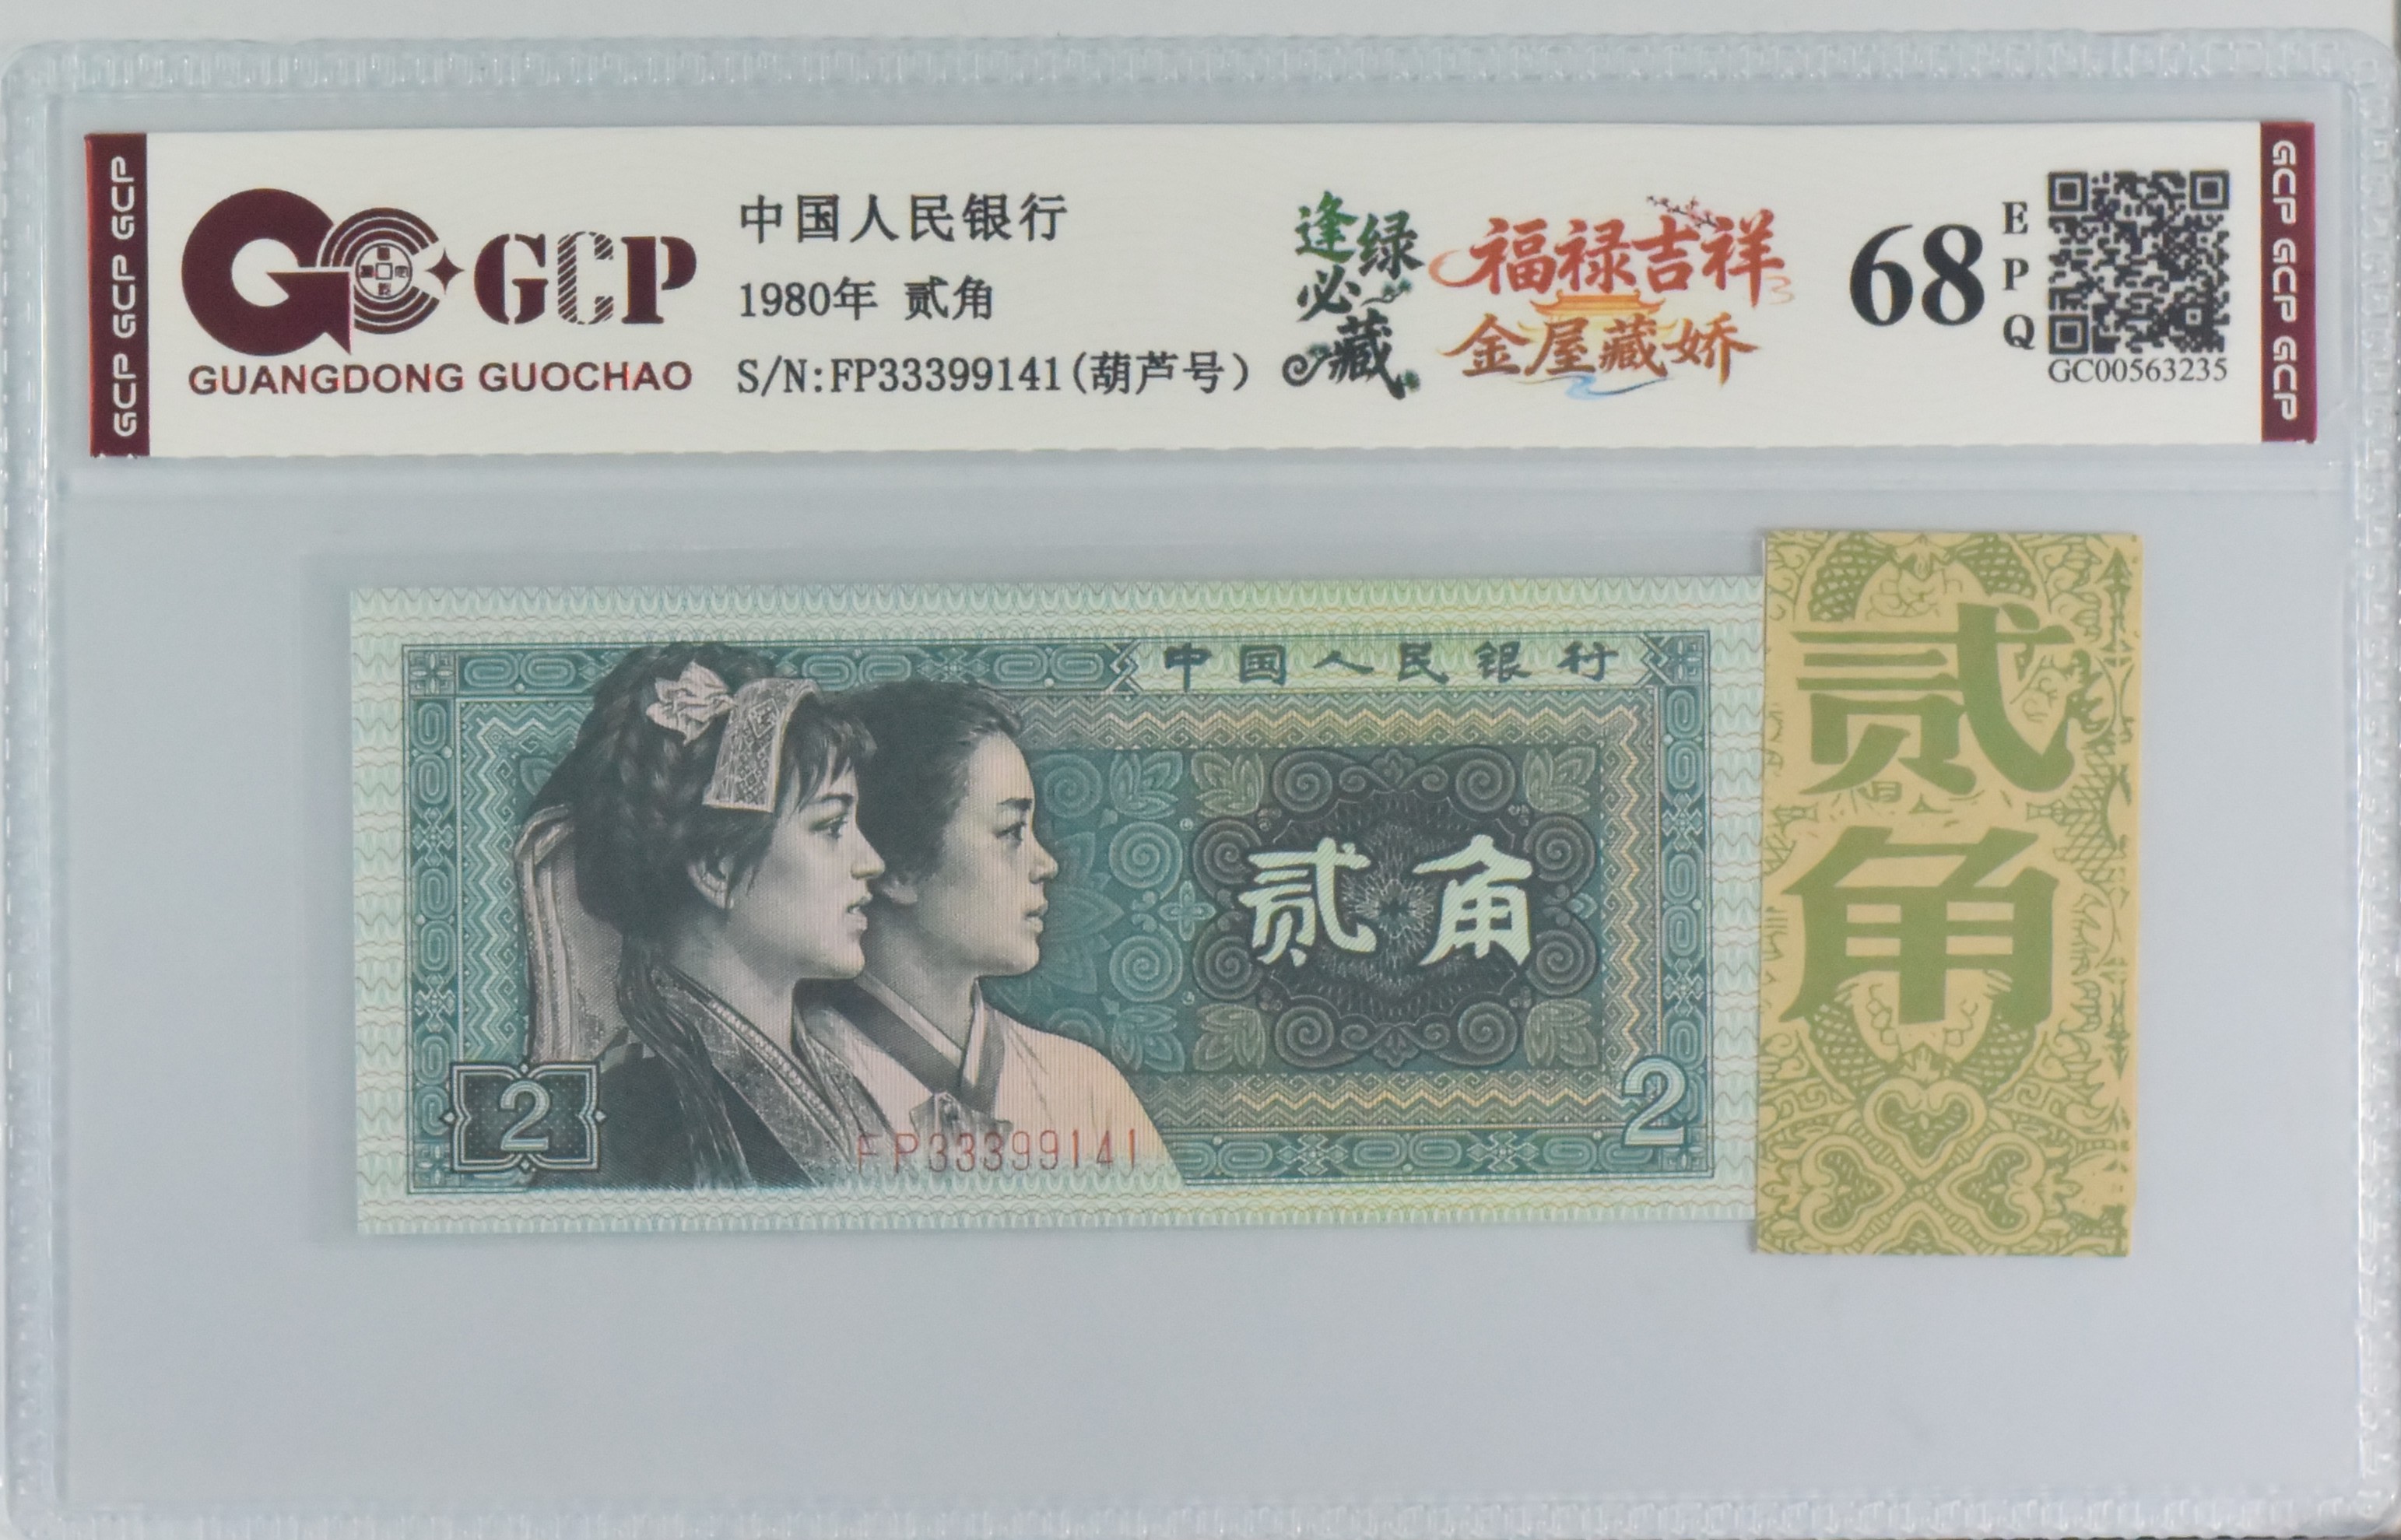 GCP GCP GCP
GCP
GUANGDONG GUOCHAO
中国人民银行
1980年 贰角
S/N:FP33399141(葫芦号)
逢绿
必藏
福禄吉祥
金屋藏娇
68
EPQ
GC00563235
GCP GCP GCP
中国人民银行
贰角
2
2
FP33399141
贰角